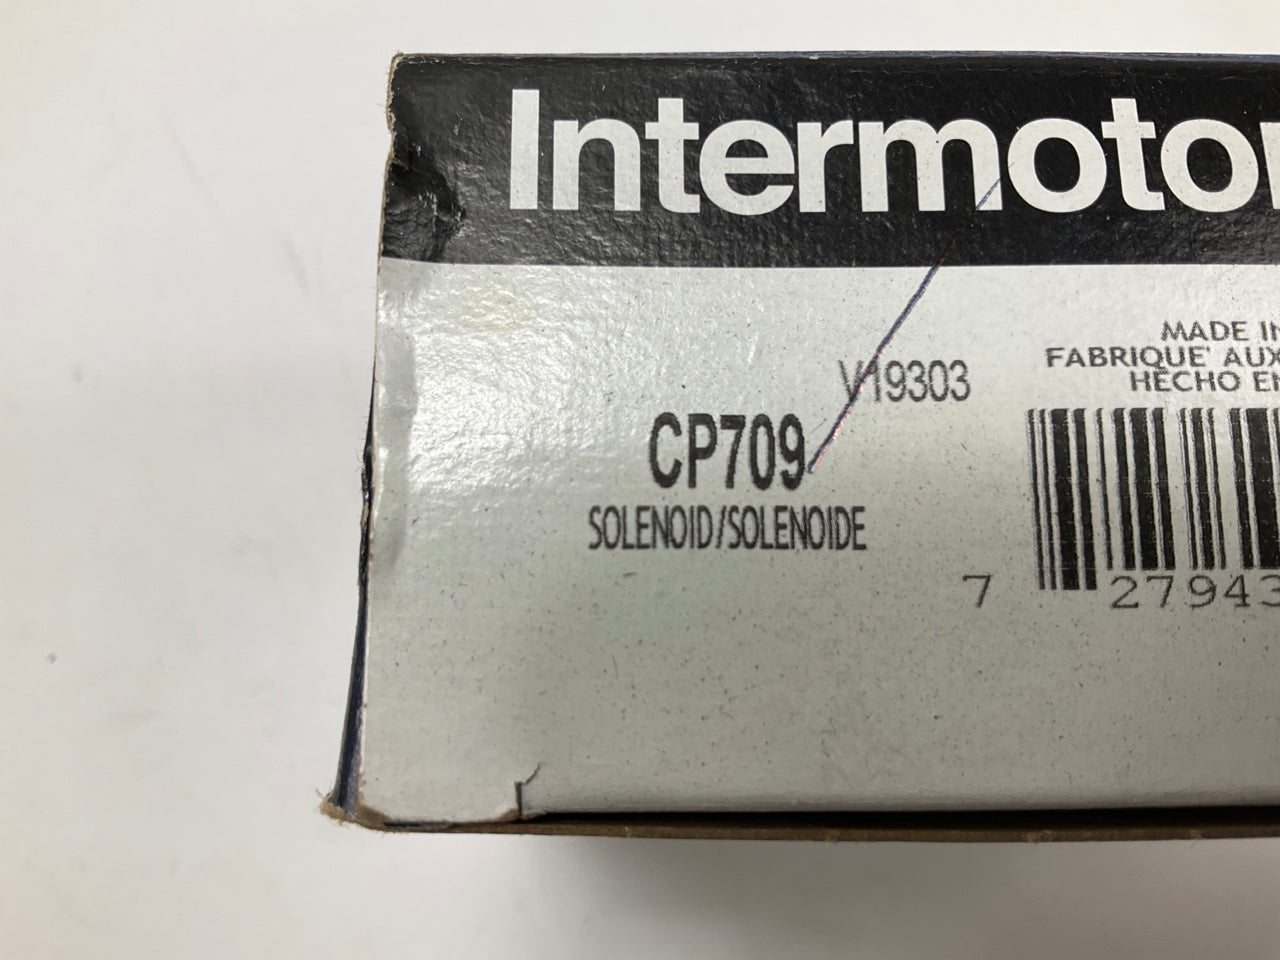 Intermotor
V19303
CP709
SOLENOID/SOLENOIDE
MADE IN
FABRIQUE' AUX
HECHO EN
7 27943